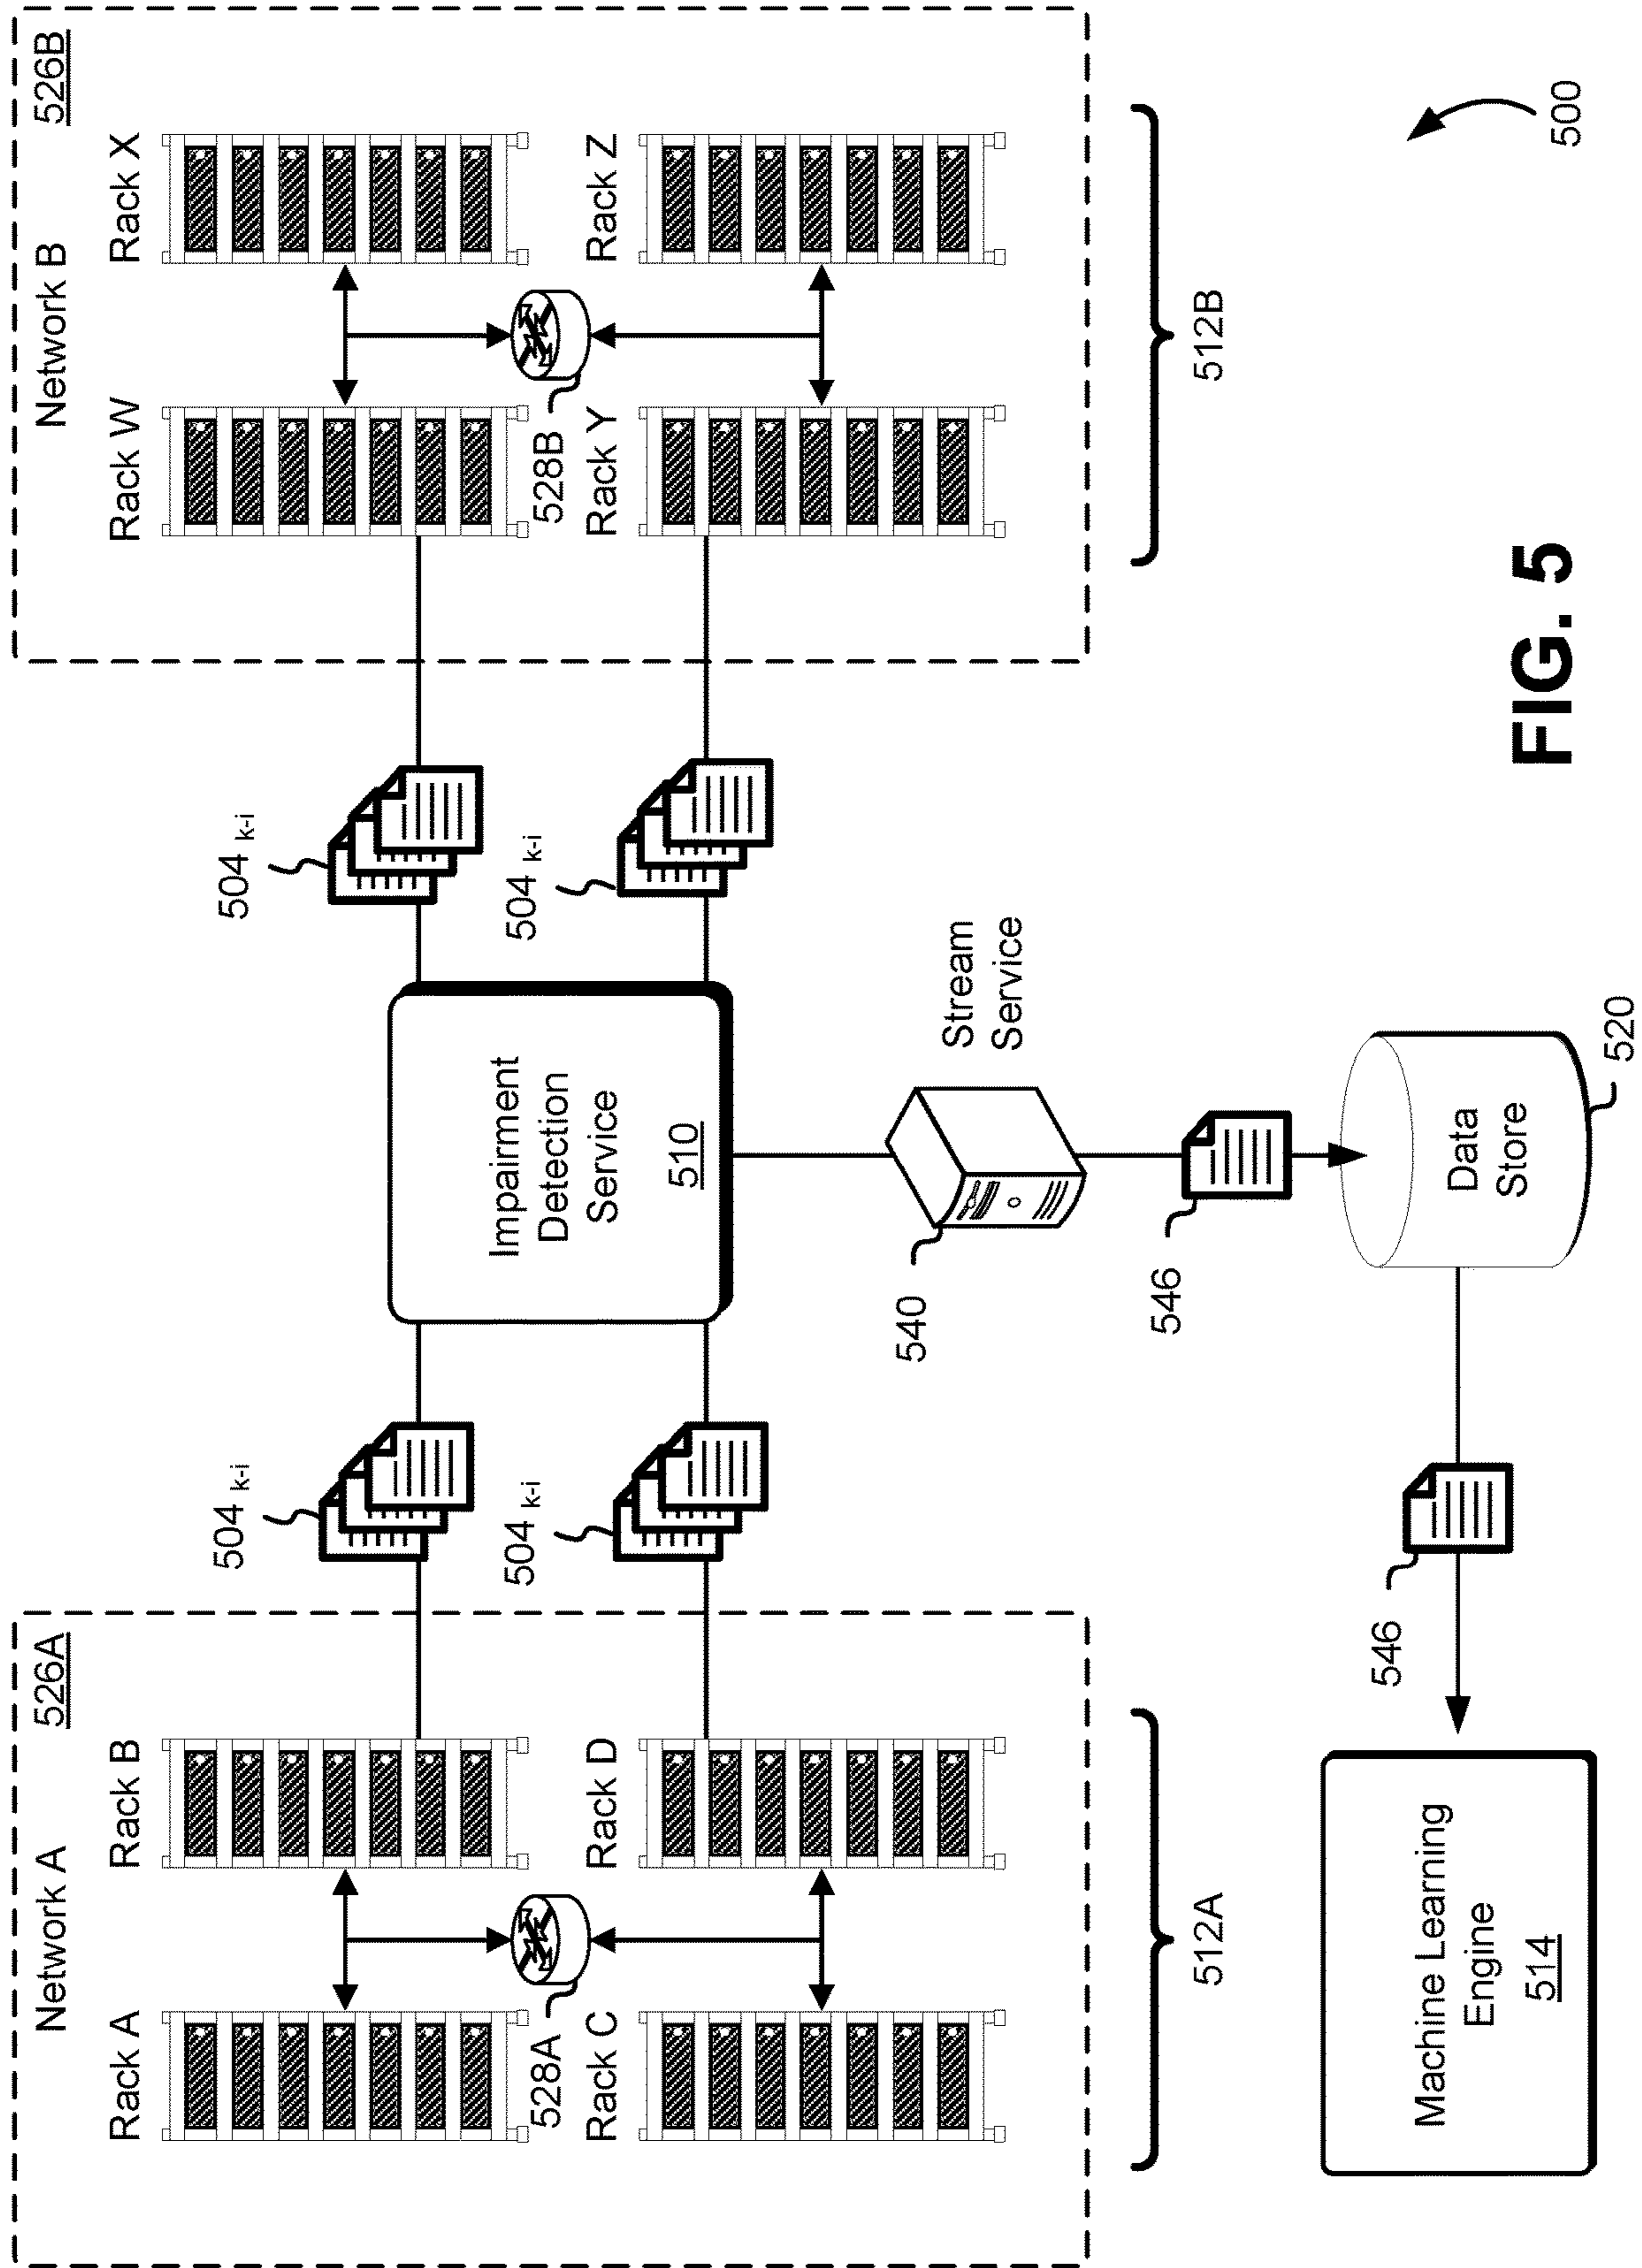 Network A
526A
Rack A
Rack B
528A
Rack C
Rack D
512A
504 k-i
504 k-i
Impairment
Detection
Service
510
504 k-i
504 k-i
Network B
526B
Rack W
Rack X
528B
Rack Y
Rack Z
512B
540
Stream
Service
546
Data
Store
520
546
Machine Learning
Engine
514
500
FIG. 5